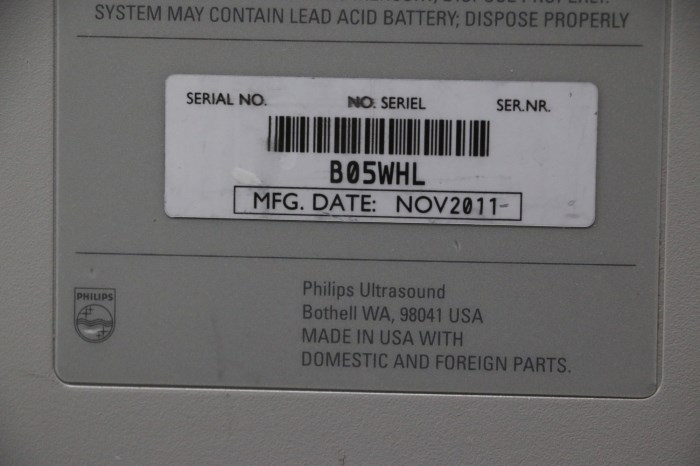 SYSTEM MAY CONTAIN LEAD ACID BATTERY; DISPOSE PROPERLY
SERIAL NO. NO. SERIEL SER.NR.
B05WHL
MFG. DATE: NOV2011-
PHILIPS
Philips Ultrasound
Bothell WA, 98041 USA
MADE IN USA WITH
DOMESTIC AND FOREIGN PARTS.